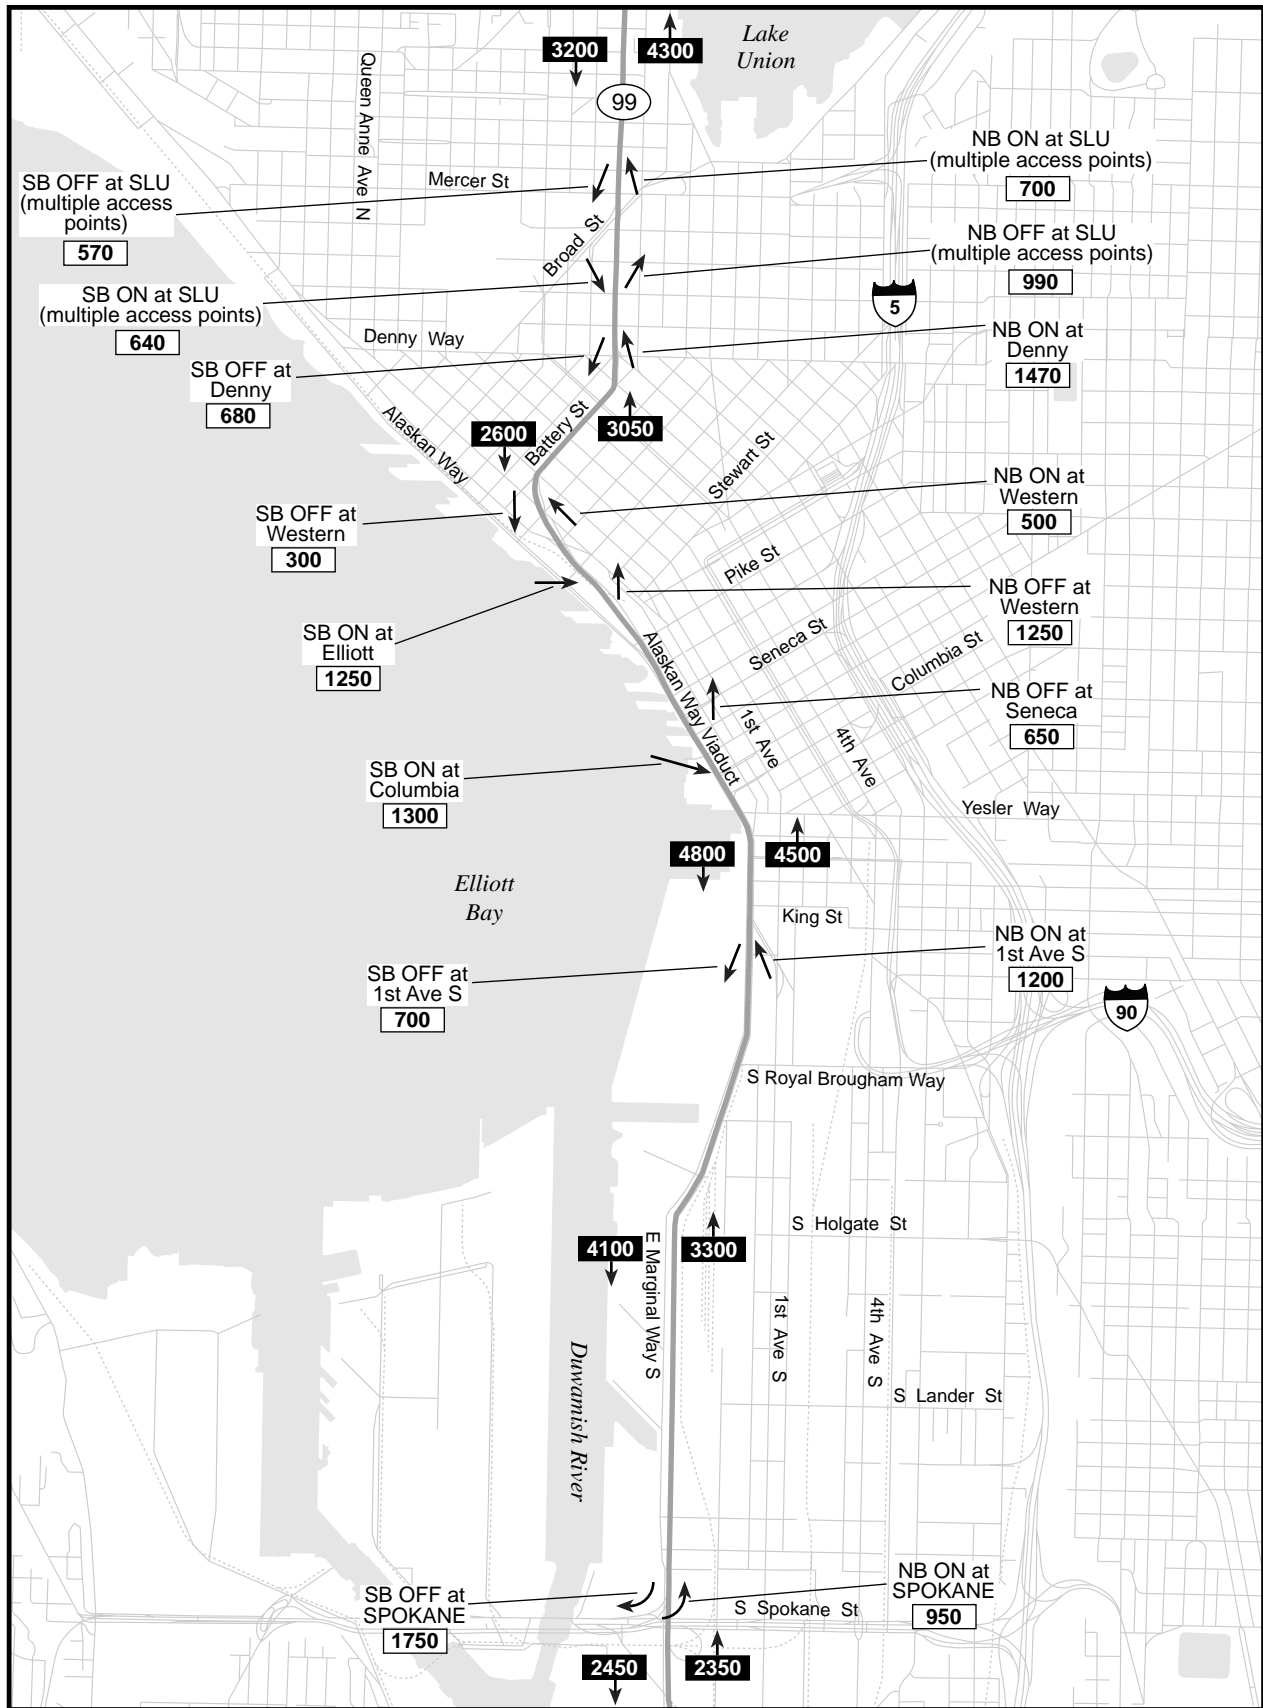 Lake
Union
3200
4300
99
Queen Anne Ave N
Mercer St
Broad St
NB ON at SLU
(multiple access points)
700
SB OFF at SLU
(multiple access
points)
570
NB OFF at SLU
(multiple access points)
990
SB ON at SLU
(multiple access points)
640
5
Denny Way
NB ON at
Denny
1470
SB OFF at
Denny
680
Alaskan Way
2600
Battery St
3050
Stewart St
NB ON at
Western
500
SB OFF at
Western
300
Pike St
NB OFF at
Western
1250
SB ON at
Elliott
1250
Alaskan Way Viaduct
Seneca St
Columbia St
NB OFF at
Seneca
650
1st Ave
4th Ave
SB ON at
Columbia
1300
Yesler Way
4800
4500
Elliott
Bay
King St
NB ON at
1st Ave S
1200
SB OFF at
1st Ave S
700
90
S Royal Brougham Way
S Holgate St
4100
3300
E Marginal Way S
1st Ave S
4th Ave S
Duwamish River
S Lander St
SB OFF at
SPOKANE
1750
NB ON at
SPOKANE
950
S Spokane St
2450
2350